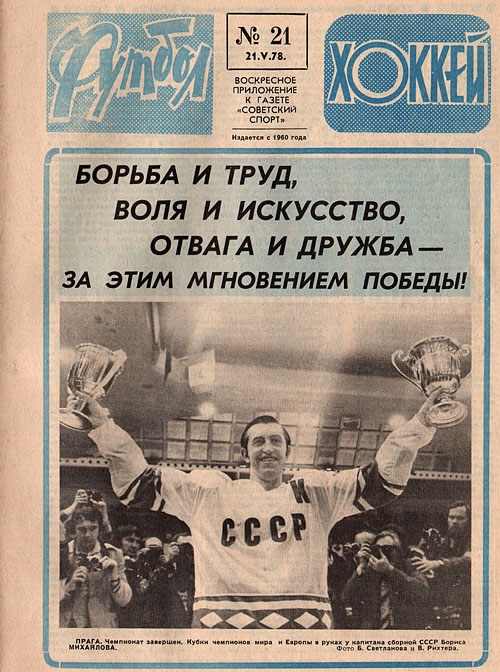 Футбол
№ 21
21.V.78.
ХОККЕЙ
ВОСКРЕСНОЕ
ПРИЛОЖЕНИЕ
К ГАЗЕТЕ
«СОВЕТСКИЙ
СПОРТ»
Издается с 1960 года
БОРЬБА И ТРУД,
ВОЛЯ И ИСКУССТВО,
ОТВАГА И ДРУЖБА —
ЗА ЭТИМ МГНОВЕНИЕМ ПОБЕДЫ!
К
СССР
ПРАГА. Чемпионат завершен. Кубки чемпионов мира и Европы в руках у капитана сборной СССР Бориса
МИХАЙЛОВА. Фото Б. Светланова и В. Рихтера.